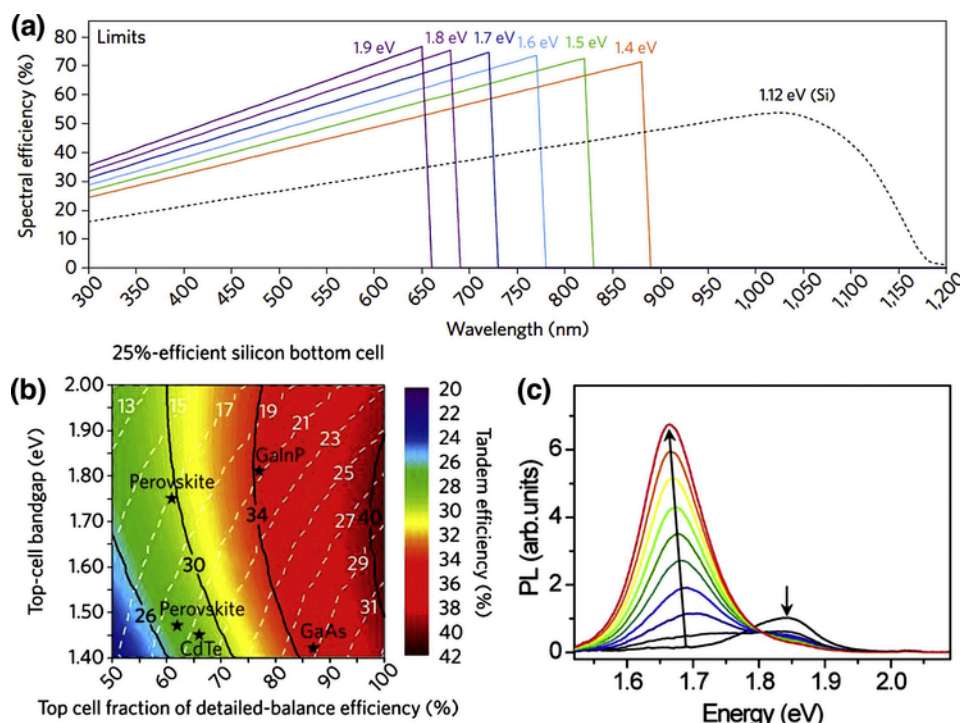 (a)
Limits
1.9 eV 1.8 eV 1.7 eV 1.6 eV 1.5 eV 1.4 eV
1.12 eV (Si)
Spectral efficiency (%)
80
70
60
50
40
30
20
10
0
300 350 400 450 500 550 600 650 700 750 800 850 900 950 1,000 1,050 1,100 1,150 1,200
Wavelength (nm)
25%-efficient silicon bottom cell
(b)
Top-cell bandgap (eV)
2.00
1.90
1.80
1.70
1.60
1.50
1.40
13 15 17 19 21 23 25 27 29 31
GaInP
Perovskite
34
40
30
26
Perovskite
CdTe
GaAs
50 60 70 80 90 100
Top cell fraction of detailed-balance efficiency (%)
20
22
24
26
28
30
32
34
36
38
40
42
Tandem efficiency (%)
(c)
PL (arb.units)
6
4
2
0
1.6 1.7 1.8 1.9 2.0
Energy (eV)